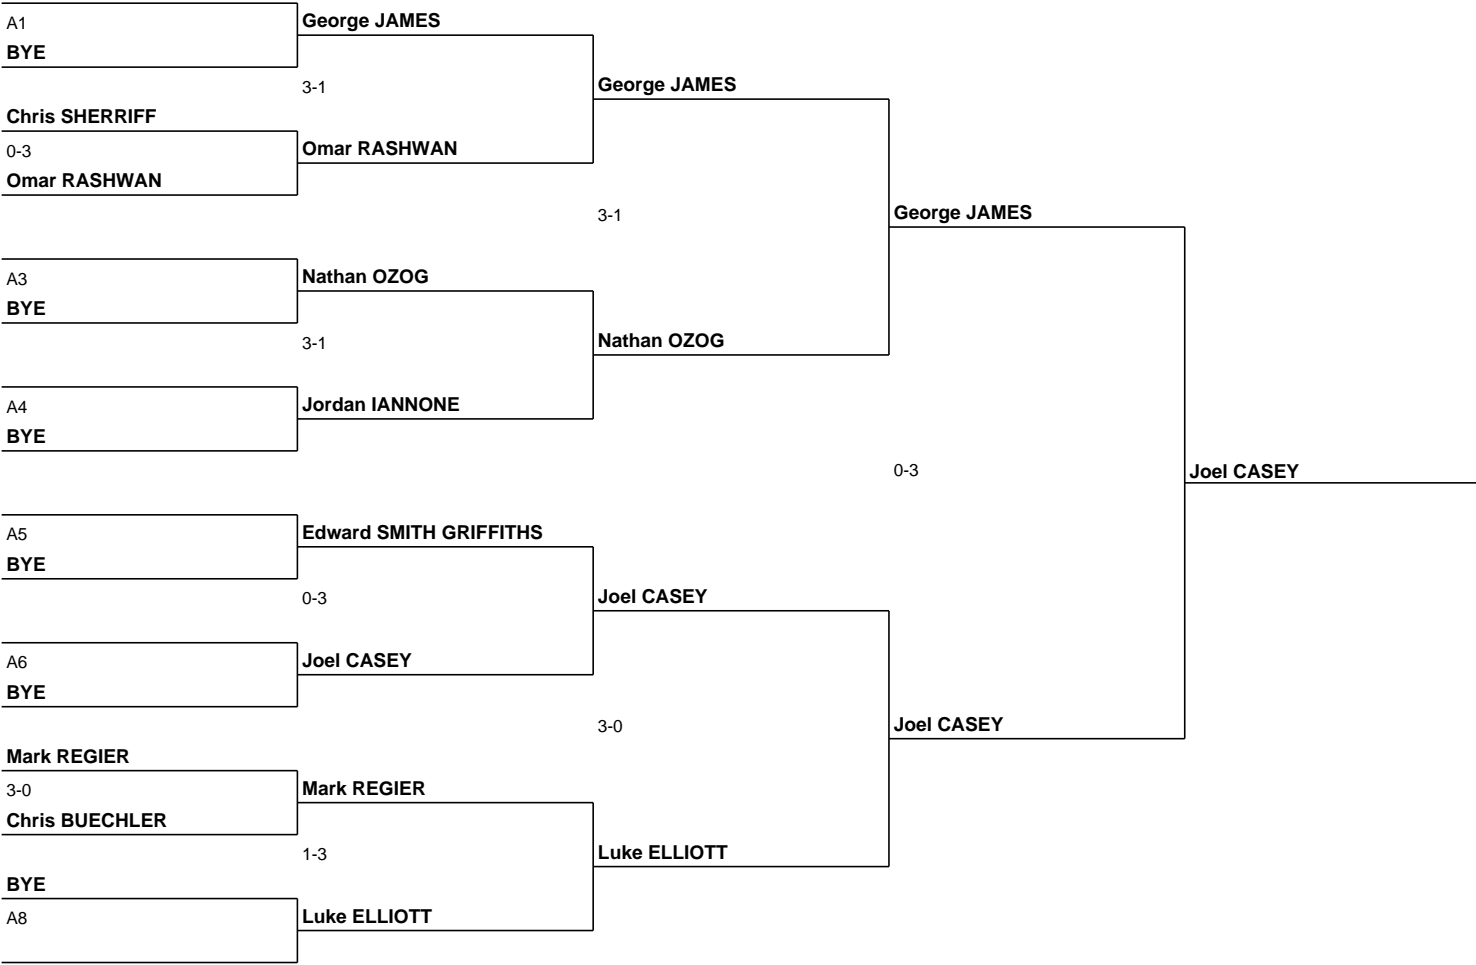 A1
BYE
George JAMES
3-1
George JAMES
Chris SHERRIFF
0-3
Omar RASHWAN
Omar RASHWAN
3-1
George JAMES
A3
BYE
Nathan OZOG
3-1
Nathan OZOG
A4
BYE
Jordan IANNONE
0-3
Joel CASEY
A5
BYE
Edward SMITH GRIFFITHS
0-3
Joel CASEY
A6
BYE
Joel CASEY
3-0
Joel CASEY
Mark REGIER
3-0
Chris BUECHLER
Mark REGIER
1-3
Luke ELLIOTT
BYE
A8
Luke ELLIOTT